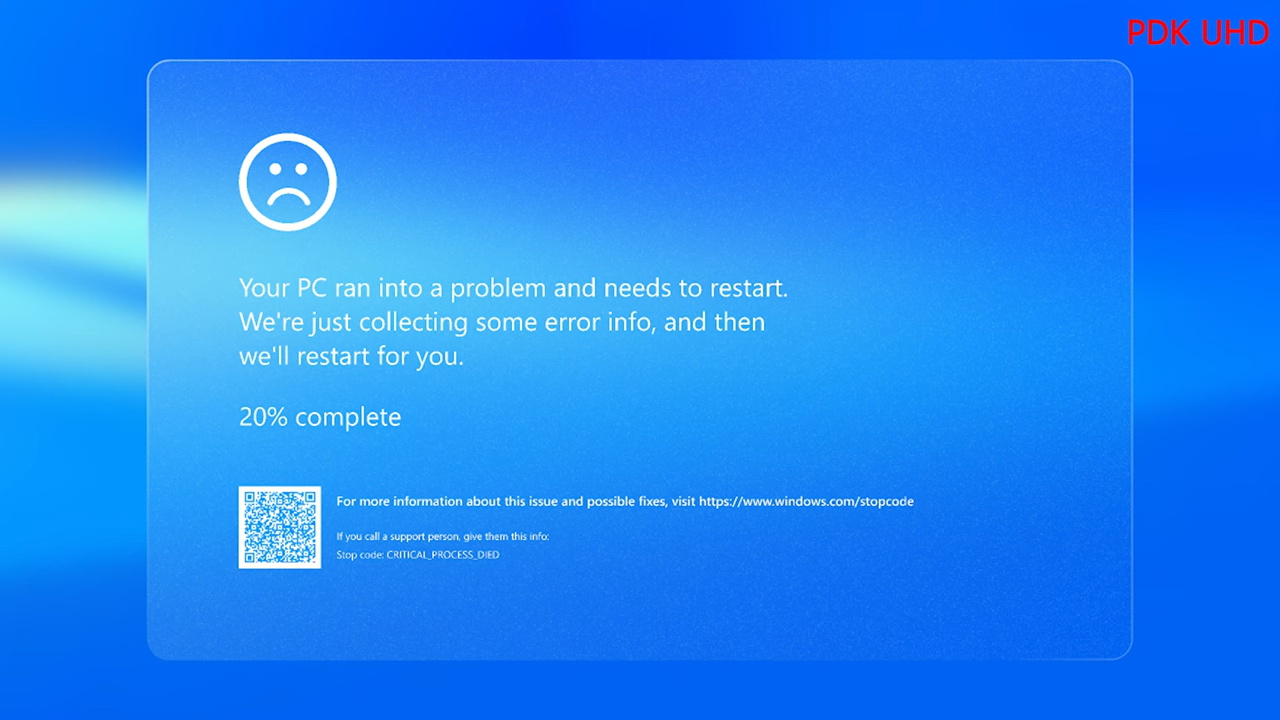 PDK UHD
Your PC ran into a problem and needs to restart.
We're just collecting some error info, and then
we'll restart for you.
20% complete
For more information about this issue and possible fixes, visit https://www.windows.com/stopcode
If you call a support person, give them this info:
Stop code: CRITICAL_PROCESS_DIED